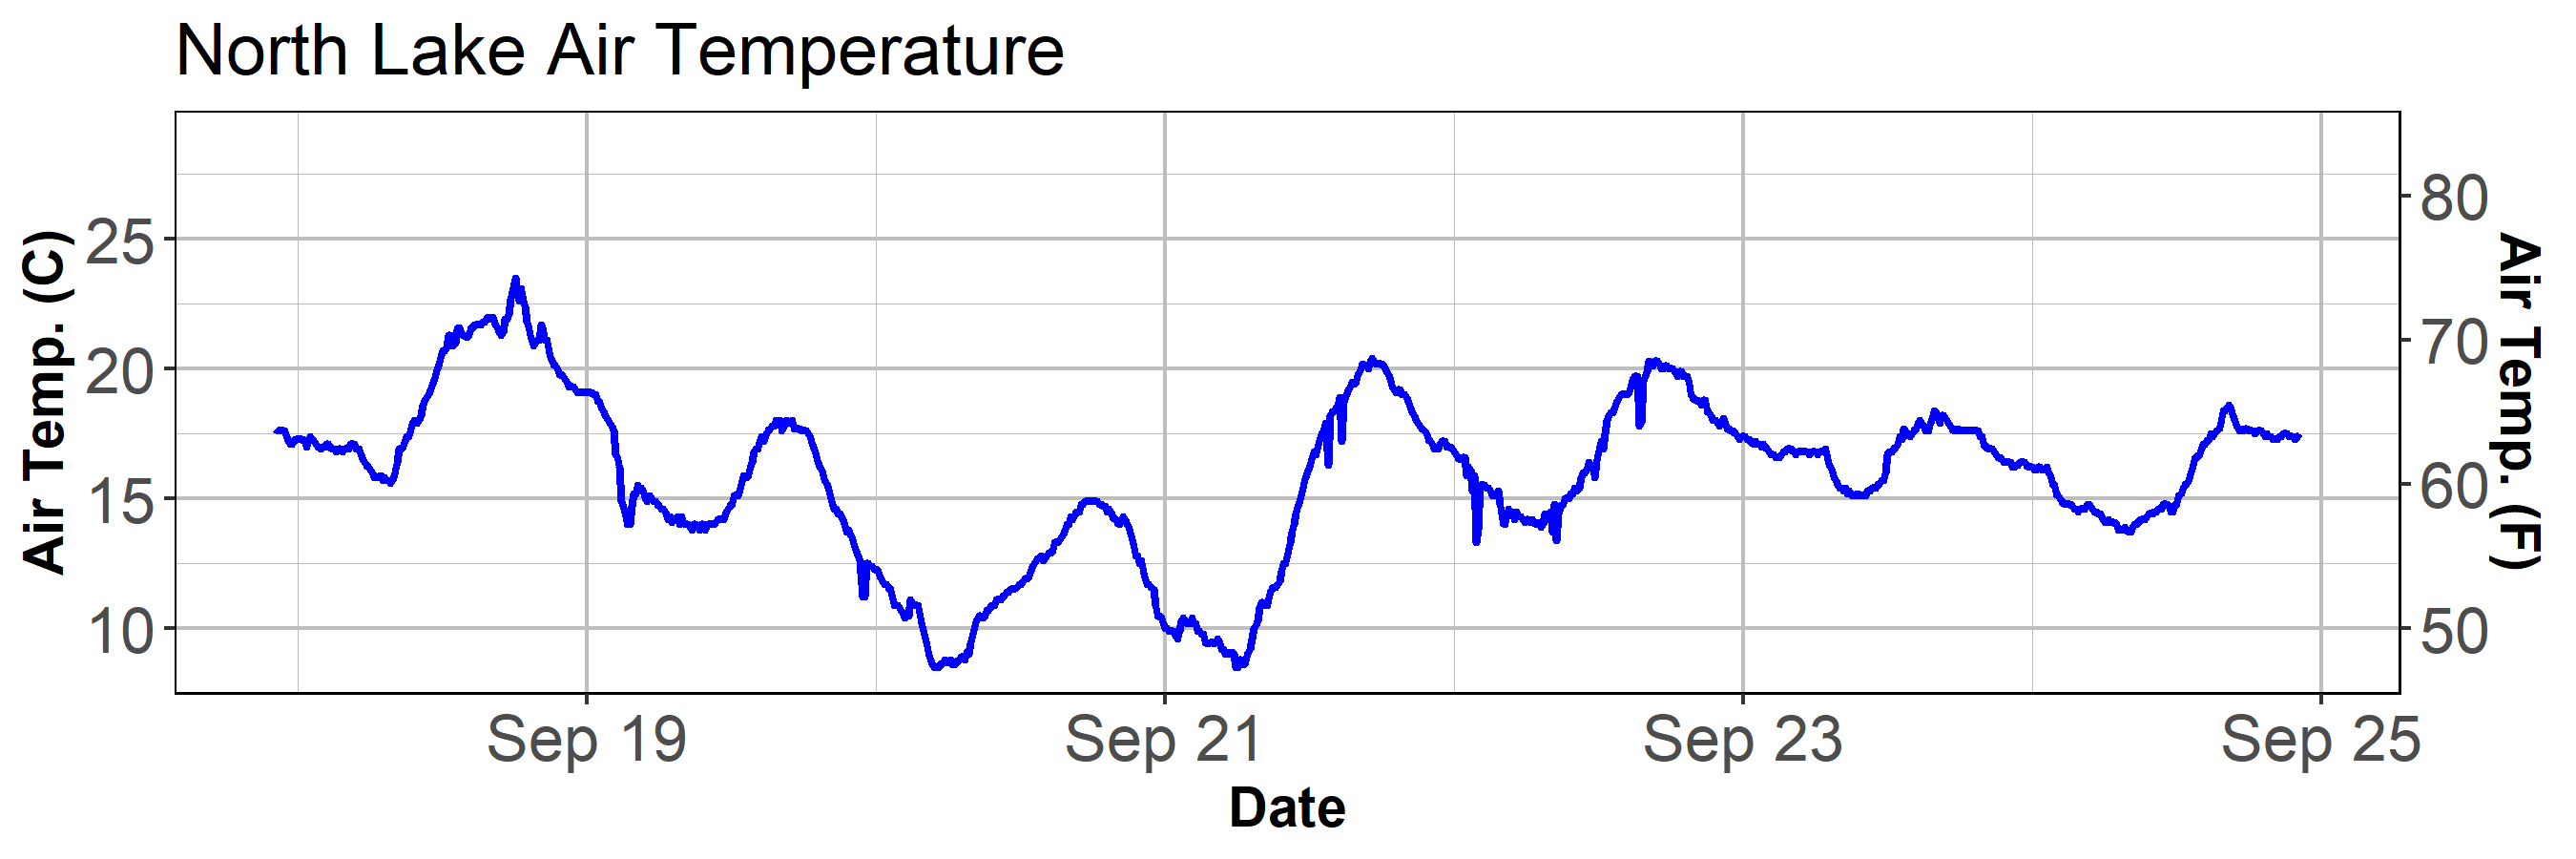 North Lake Air Temperature
Air Temp. (C)
25
20
15
10
80
70
60
50
Air Temp. (F)
Sep 19 Sep 21 Sep 23 Sep 25
Date